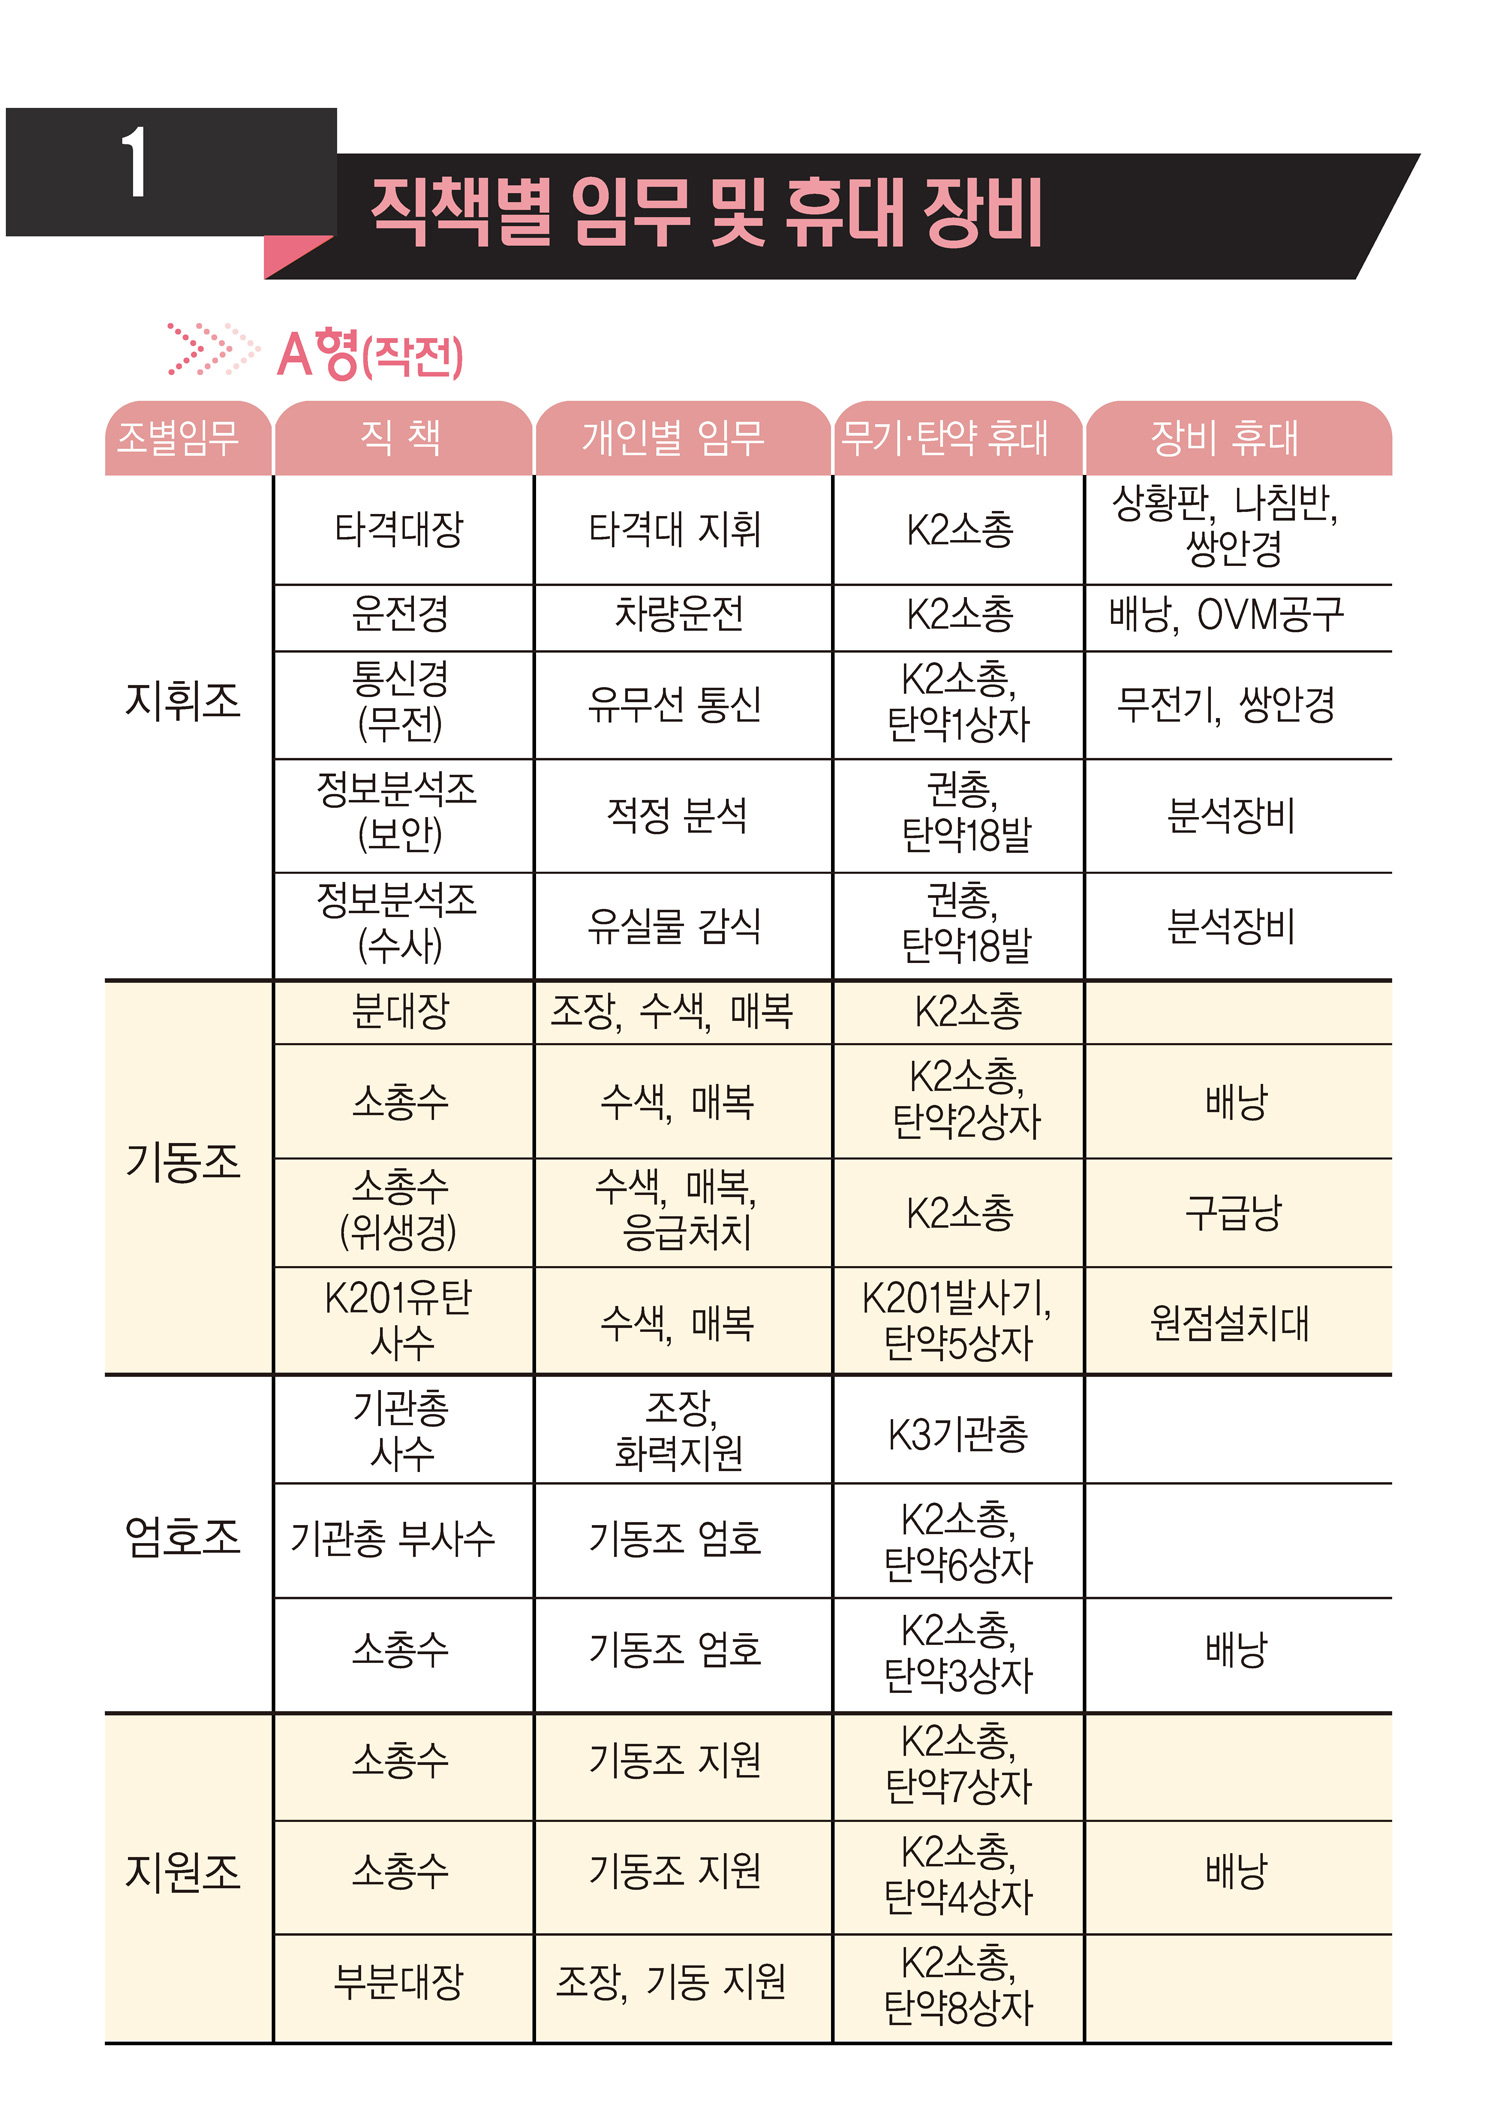 1
직책별 임무 및 휴대 장비
A형(작전)
조별임무 직 책 개인별 임무 무기·탄약 휴대 장비 휴대
지휘조
타격대장 타격대 지휘 K2소총 상황판, 나침반,
쌍안경
운전경 차량운전 K2소총 배낭, OVM공구
통신경
(무전) 유무선 통신 K2소총,
탄약1상자 무전기, 쌍안경
정보분석조
(보안) 적정 분석 권총,
탄약18발 분석장비
정보분석조
(수사) 유실물 감식 권총,
탄약18발 분석장비
기동조
분대장 조장, 수색, 매복 K2소총
소총수 수색, 매복 K2소총,
탄약2상자 배낭
소총수
(위생경) 수색, 매복,
응급처치 K2소총 구급낭
K201유탄
사수 수색, 매복 K201발사기,
탄약5상자 원점설치대
엄호조
기관총
사수 조장,
화력지원 K3기관총
기관총 부사수 기동조 엄호 K2소총,
탄약6상자
소총수 기동조 엄호 K2소총,
탄약3상자 배낭
지원조
소총수 기동조 지원 K2소총,
탄약7상자
소총수 기동조 지원 K2소총,
탄약4상자 배낭
부분대장 조장, 기동 지원 K2소총,
탄약8상자